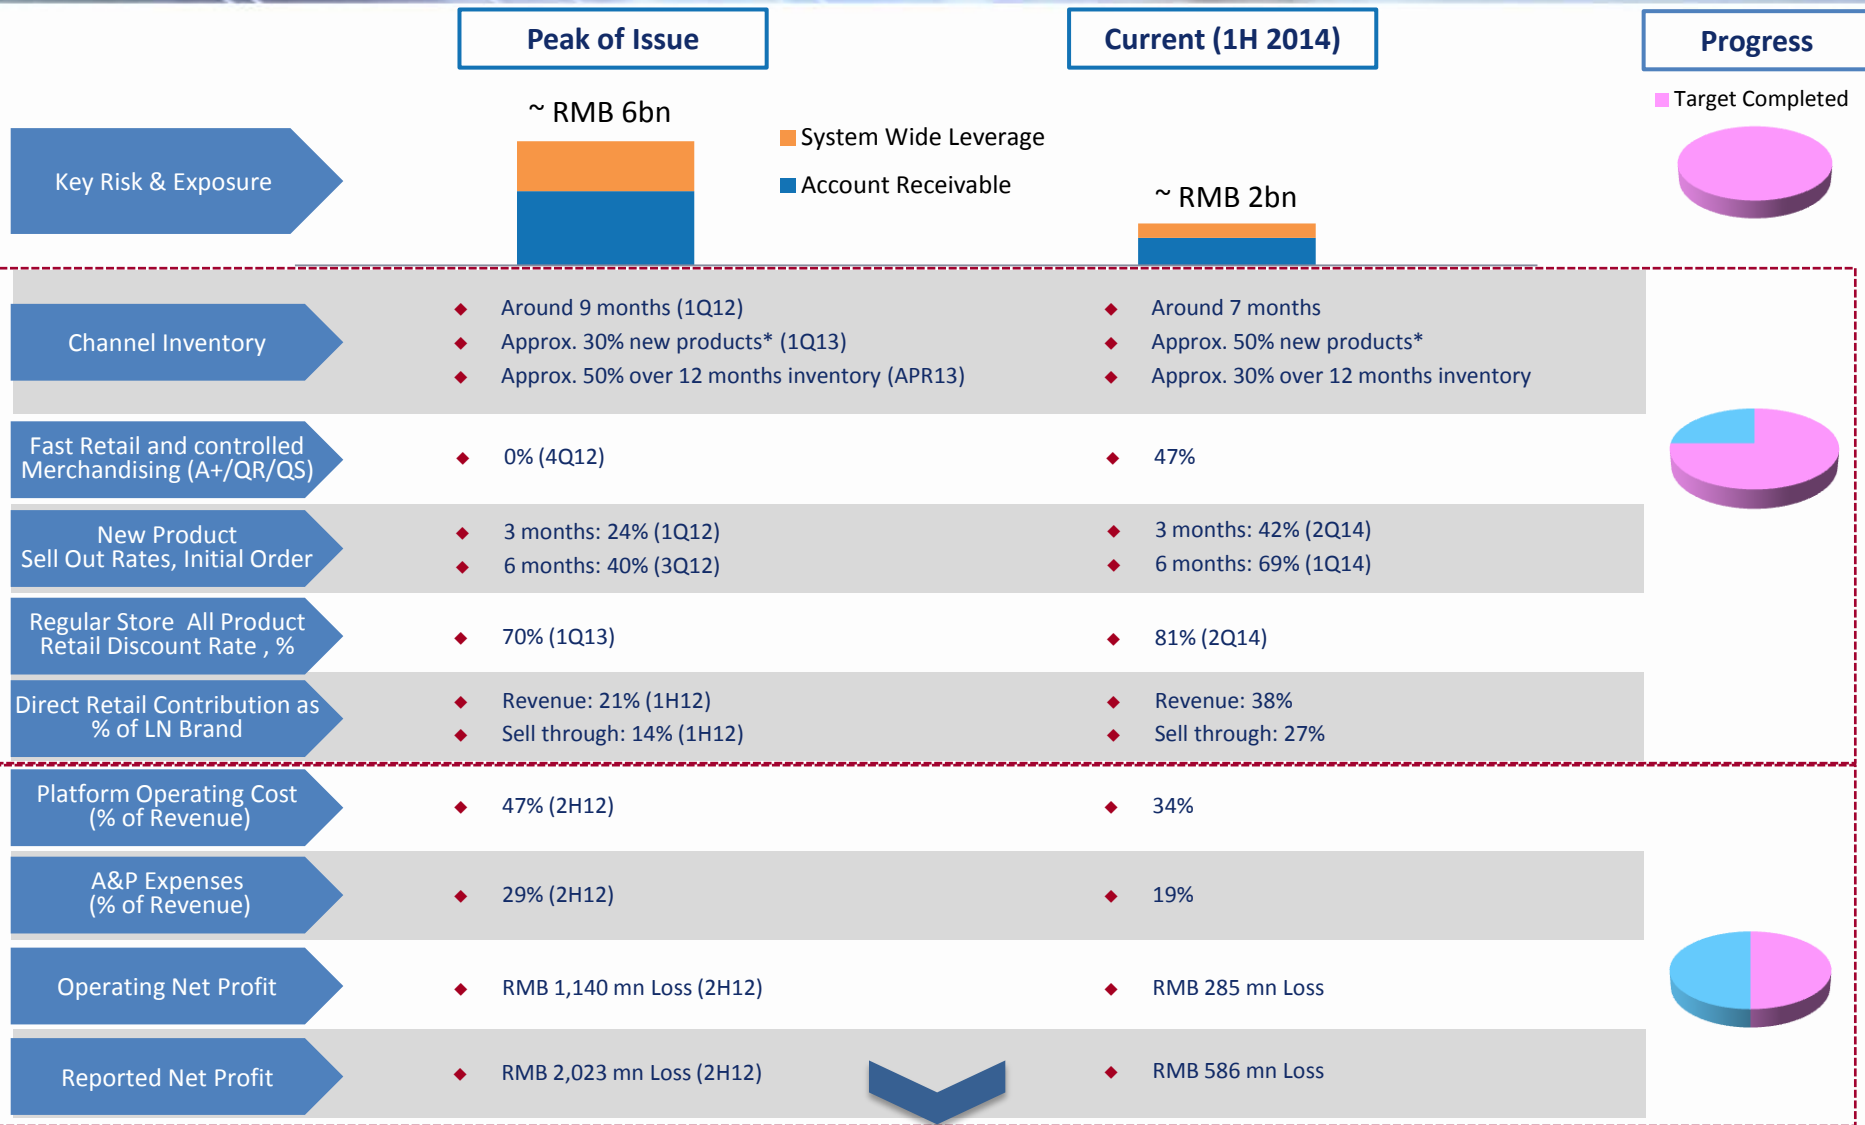 Peak of Issue
Current (1H 2014)
Progress
Target Completed
Key Risk & Exposure
~ RMB 6bn
System Wide Leverage
Account Receivable
~ RMB 2bn
Channel Inventory
Around 9 months (1Q12)
Approx. 30% new products* (1Q13)
Approx. 50% over 12 months inventory (APR13)
Around 7 months
Approx. 50% new products*
Approx. 30% over 12 months inventory
Fast Retail and controlled
Merchandising (A+/QR/QS)
0% (4Q12)
47%
New Product
Sell Out Rates, Initial Order
3 months: 24% (1Q12)
6 months: 40% (3Q12)
3 months: 42% (2Q14)
6 months: 69% (1Q14)
Regular Store All Product
Retail Discount Rate , %
70% (1Q13)
81% (2Q14)
Direct Retail Contribution as
% of LN Brand
Revenue: 21% (1H12)
Sell through: 14% (1H12)
Revenue: 38%
Sell through: 27%
Platform Operating Cost
(% of Revenue)
47% (2H12)
34%
A&P Expenses
(% of Revenue)
29% (2H12)
19%
Operating Net Profit
RMB 1,140 mn Loss (2H12)
RMB 285 mn Loss
Reported Net Profit
RMB 2,023 mn Loss (2H12)
RMB 586 mn Loss